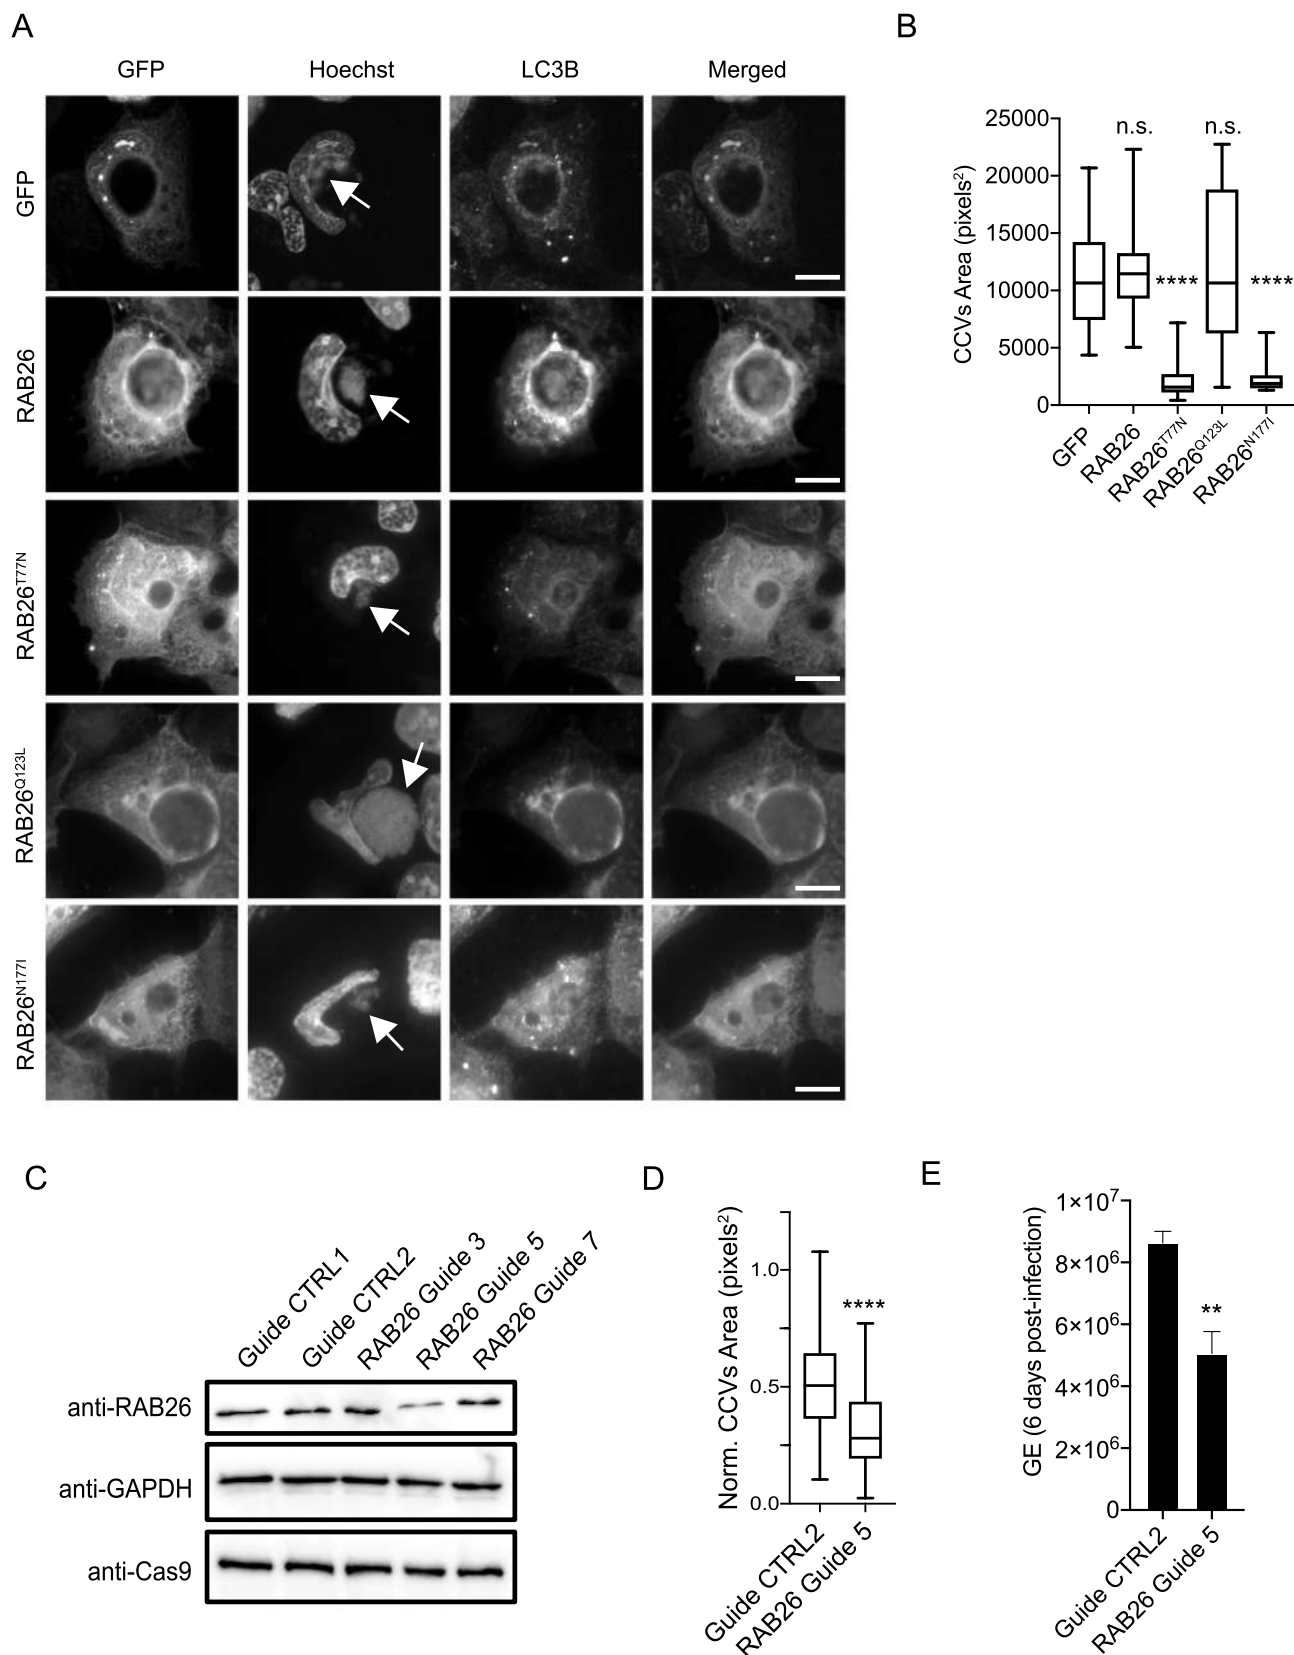 A
GFP
Hoechst
LC3B
Merged
GFP
RAB26
RAB26T77N
RAB26Q123L
RAB26N177I
B
CCVs Area (pixels²)
25000
20000
15000
10000
5000
0
n.s.
****
n.s.
****
GFP
RAB26
RAB26T77N
RAB26Q123L
RAB26N177I
C
Guide CTRL1
Guide CTRL2
RAB26 Guide 3
RAB26 Guide 5
RAB26 Guide 7
anti-RAB26
anti-GAPDH
anti-Cas9
D
Norm. CCVs Area (pixels²)
1.0
0.5
0.0
****
Guide CTRL2
RAB26 Guide 5
E
GE (6 days post-infection)
1×10⁷
8×10⁶
6×10⁶
4×10⁶
2×10⁶
0
**
Guide CTRL2
RAB26 Guide 5